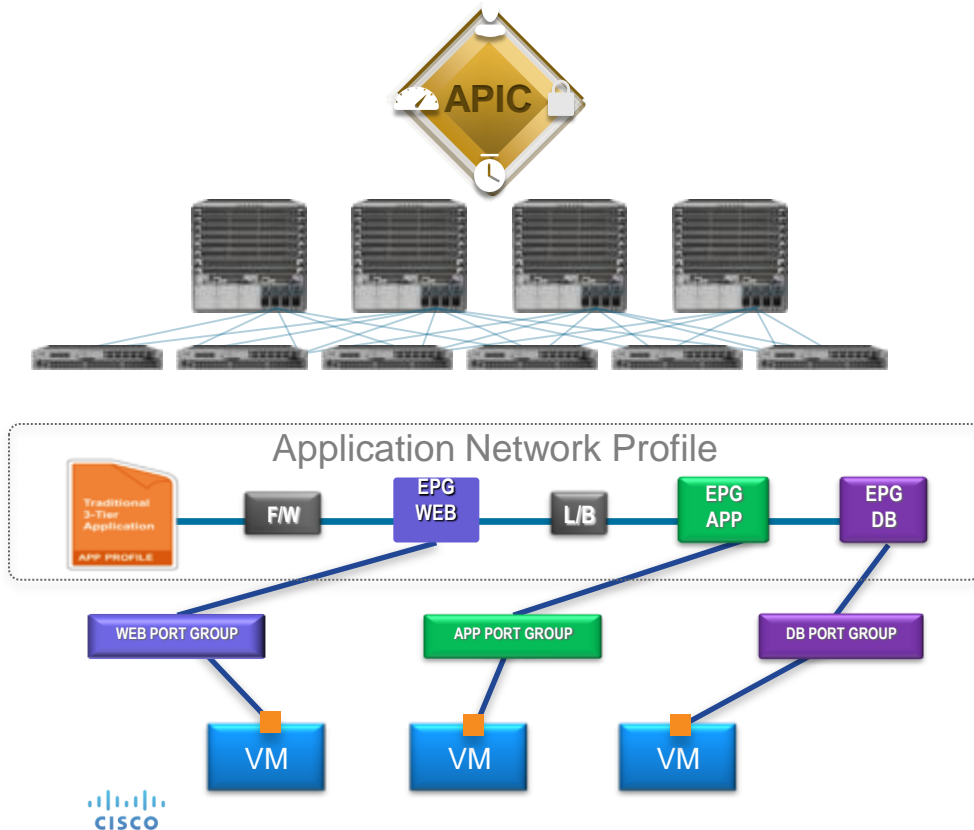 APIC
Application Network Profile
Traditional
3-Tier
Application
APP PROFILE
F/W
EPG
WEB
L/B
EPG
APP
EPG
DB
WEB PORT GROUP
APP PORT GROUP
DB PORT GROUP
VM
VM
VM
CISCO